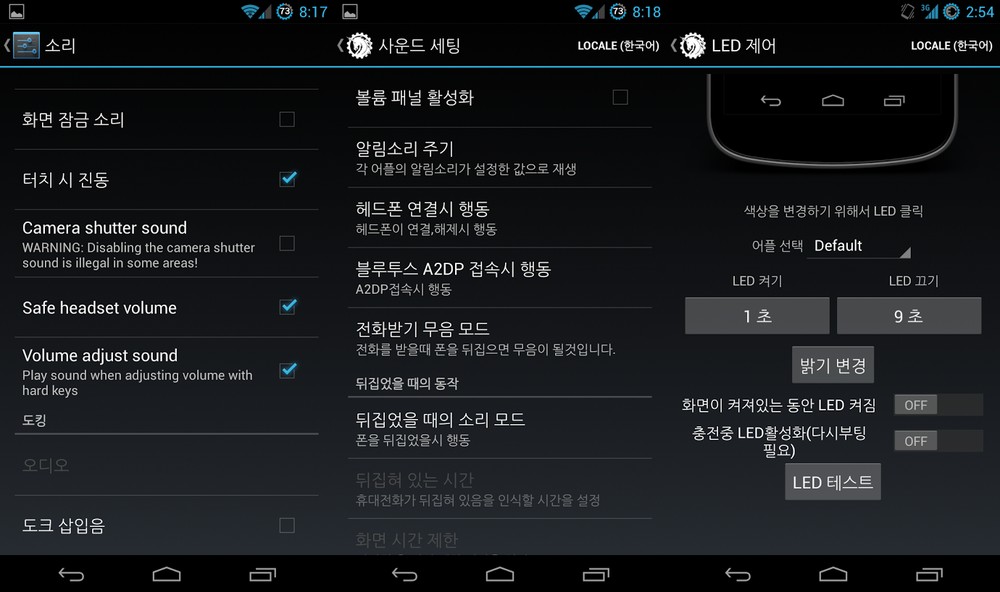 73 8:17
소리
화면 잠금 소리
터치 시 진동
Camera shutter sound
WARNING: Disabling the camera shutter
sound is illegal in some areas!
Safe headset volume
Volume adjust sound
Play sound when adjusting volume with
hard keys
도킹
오디오
도크 삽입음
73 8:18
사운드 세팅
LOCALE (한국어)
볼륨 패널 활성화
알림소리 주기
각 어플의 알림소리가 설정한 값으로 재생
헤드폰 연결시 행동
헤드폰이 연결,해제시 행동
블루투스 A2DP 접속시 행동
A2DP접속시 행동
전화받기 무음 모드
전화를 받을때 폰을 뒤집으면 무음이 될것입니다.
뒤집었을 때의 동작
뒤집었을 때의 소리 모드
폰을 뒤집었을시 행동
뒤집혀 있는 시간
휴대전화가 뒤집혀 있음을 인식할 시간을 설정
화면 시간 제한
3G 2:54
LED 제어
LOCALE (한국어)
색상을 변경하기 위해서 LED 클릭
어플 선택 Default
LED 켜기 LED 끄기
1 초 9 초
밝기 변경
화면이 켜져있는 동안 LED 켜짐 OFF
충전중 LED활성화(다시부팅
필요) OFF
LED 테스트